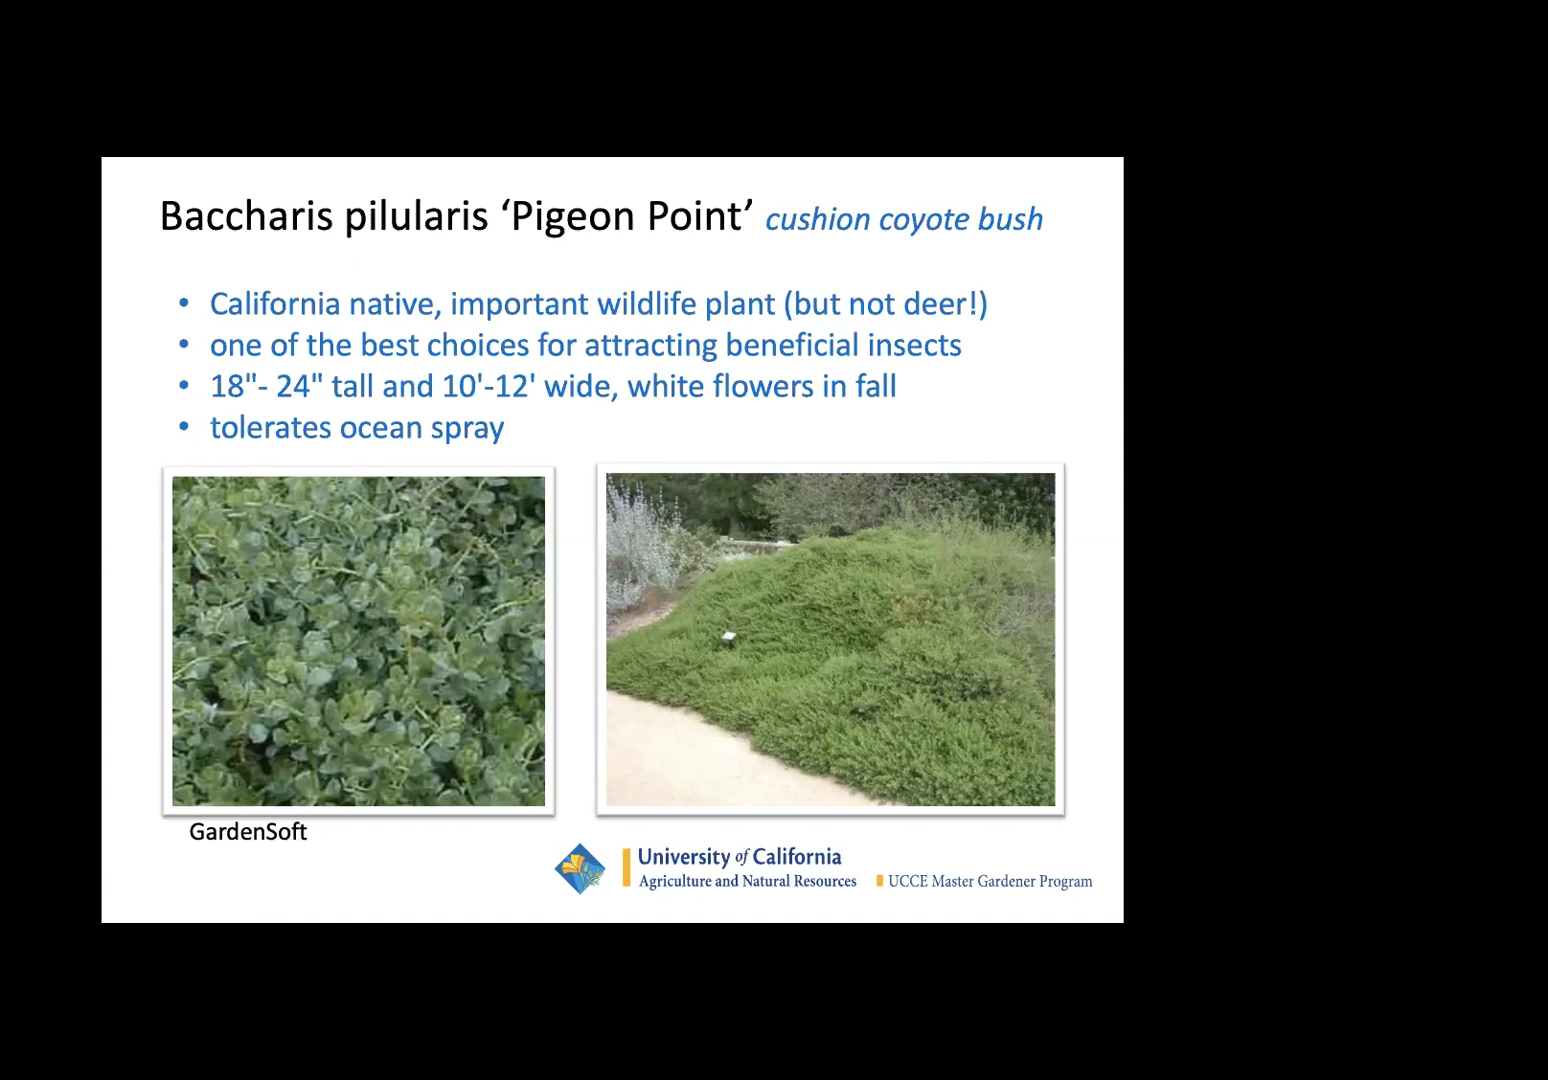 Baccharis pilularis ‘Pigeon Point’ cushion coyote bush
• California native, important wildlife plant (but not deer!)
• one of the best choices for attracting beneficial insects
• 18"- 24" tall and 10'-12' wide, white flowers in fall
• tolerates ocean spray
GardenSoft
University of California
Agriculture and Natural Resources
UCCE Master Gardener Program